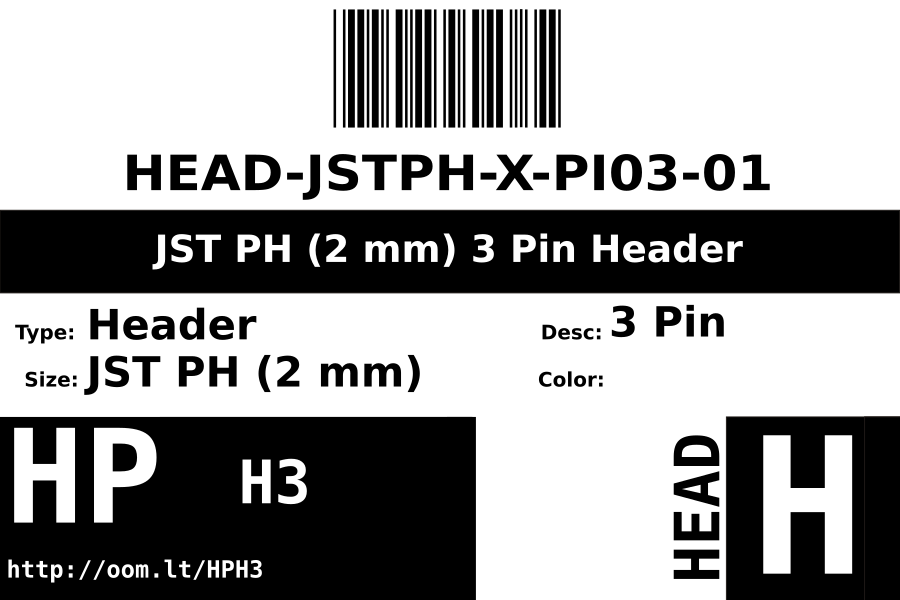 HEAD-JSTPH-X-PI03-01
JST PH (2 mm) 3 Pin Header
Type: Header
Desc: 3 Pin
Size: JST PH (2 mm)
Color:
HP
H3
http://oom.lt/HPH3
HEAD
H